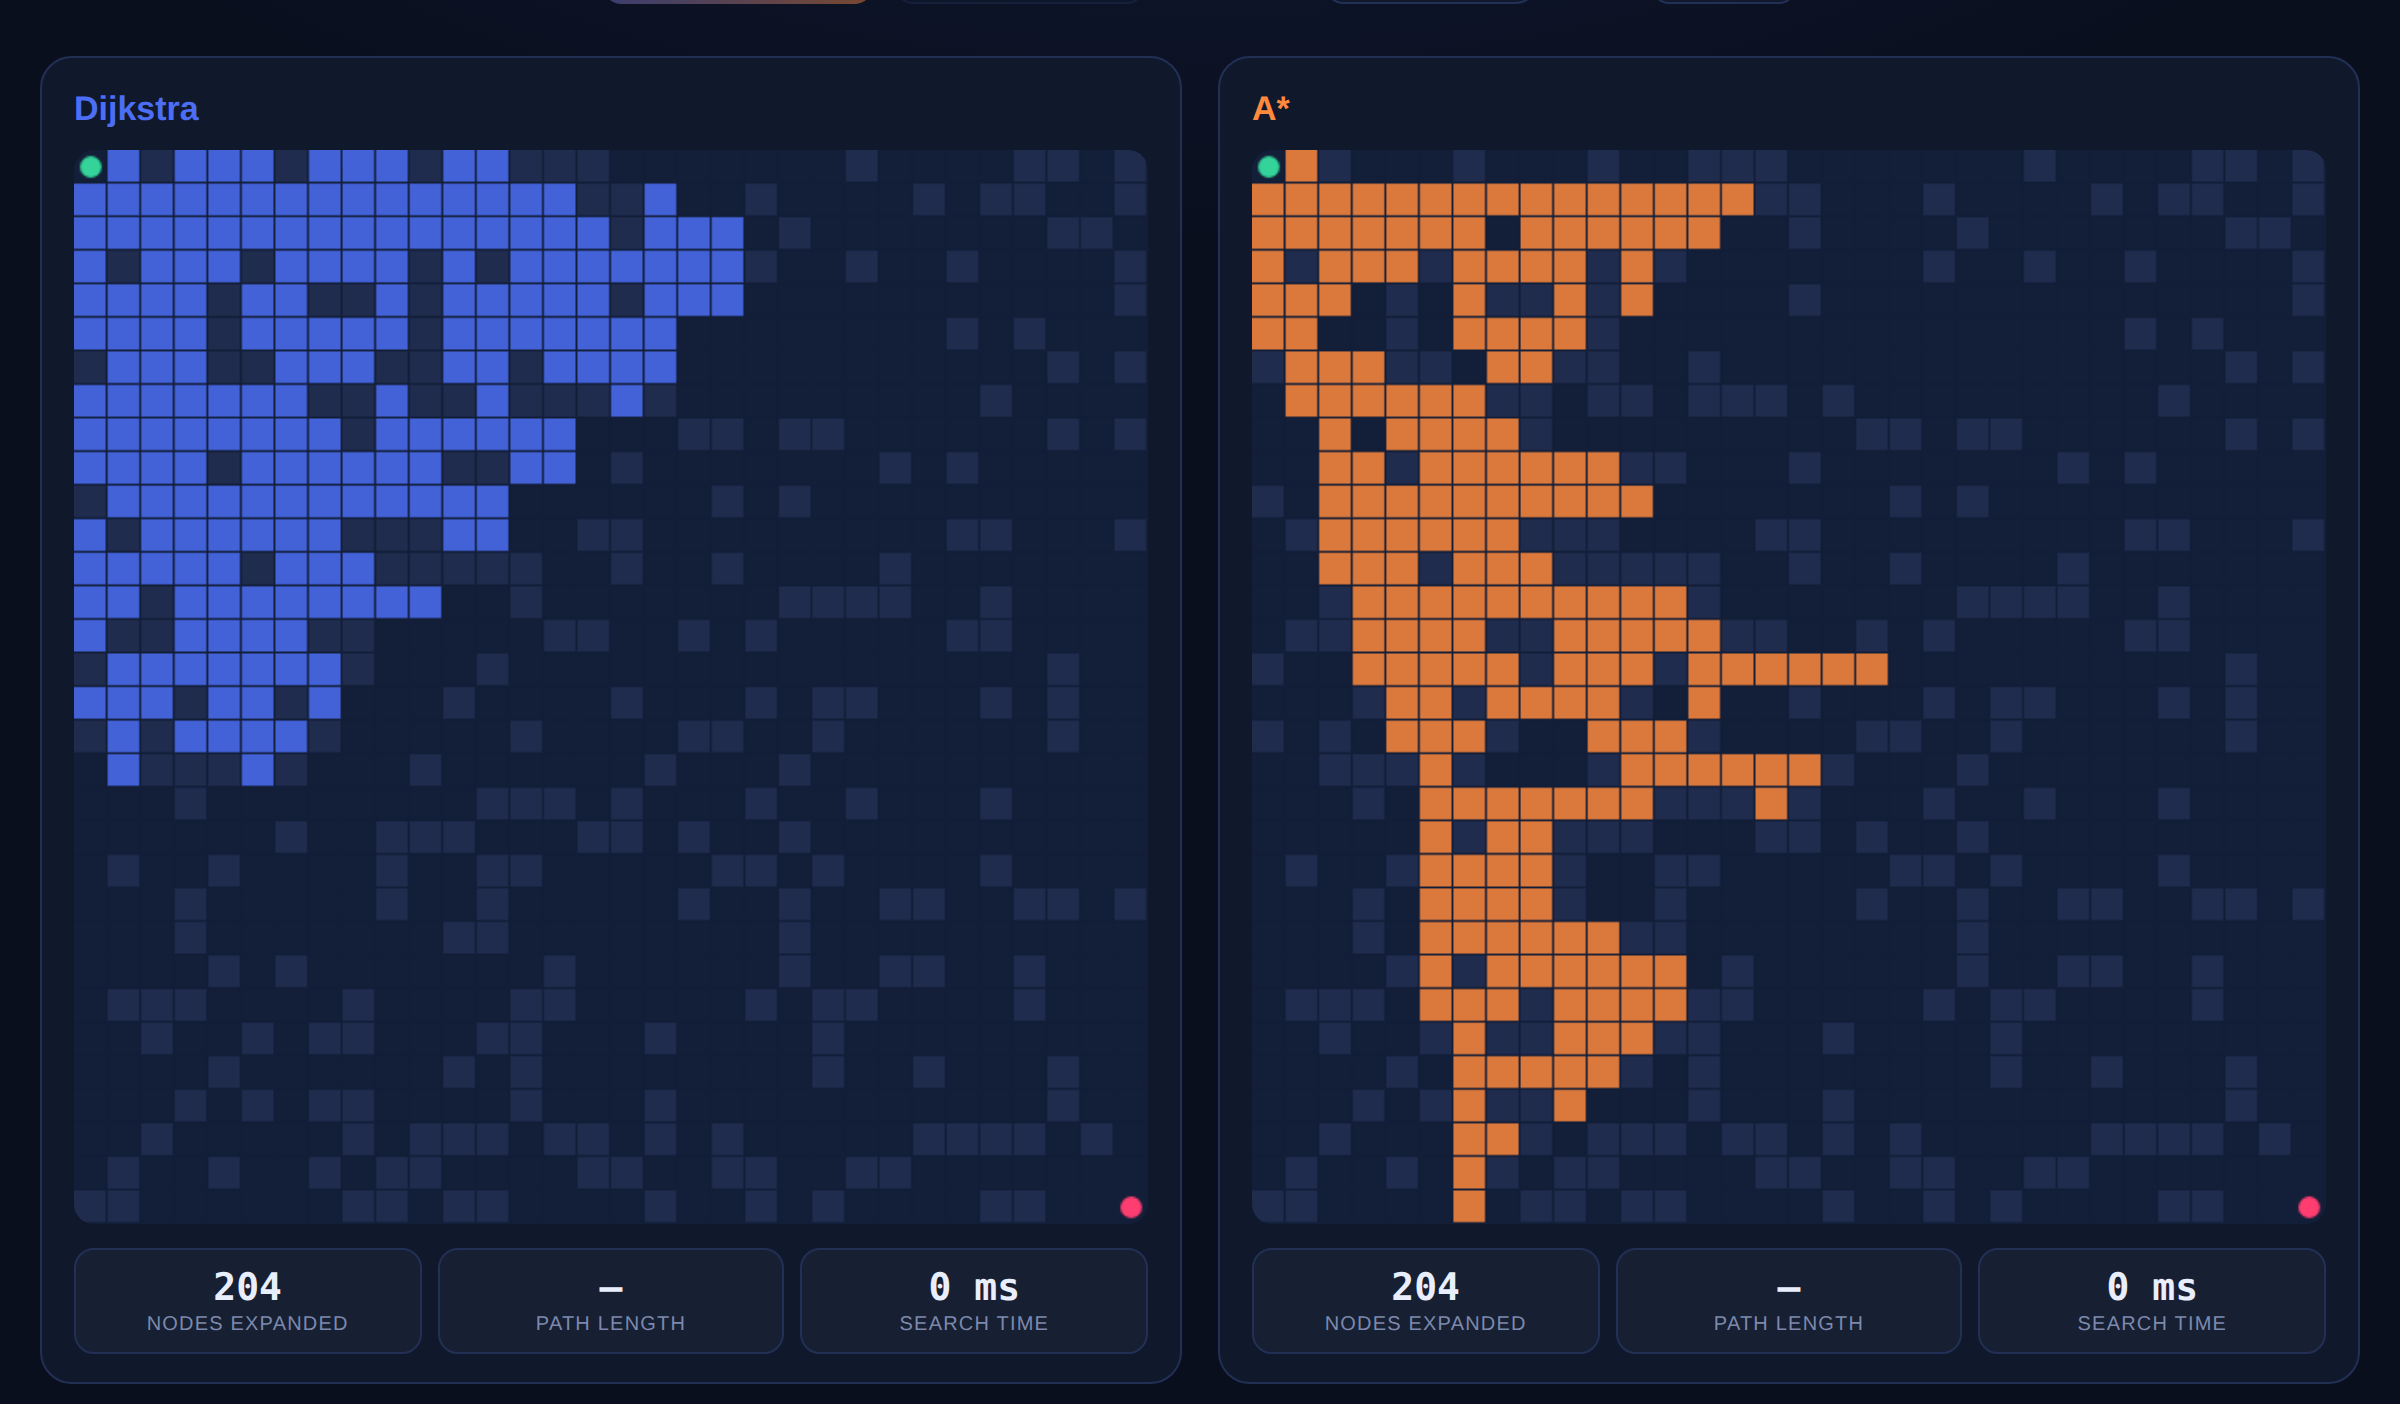 Dijkstra
A*
204
NODES EXPANDED
–
PATH LENGTH
0 ms
SEARCH TIME
204
NODES EXPANDED
–
PATH LENGTH
0 ms
SEARCH TIME